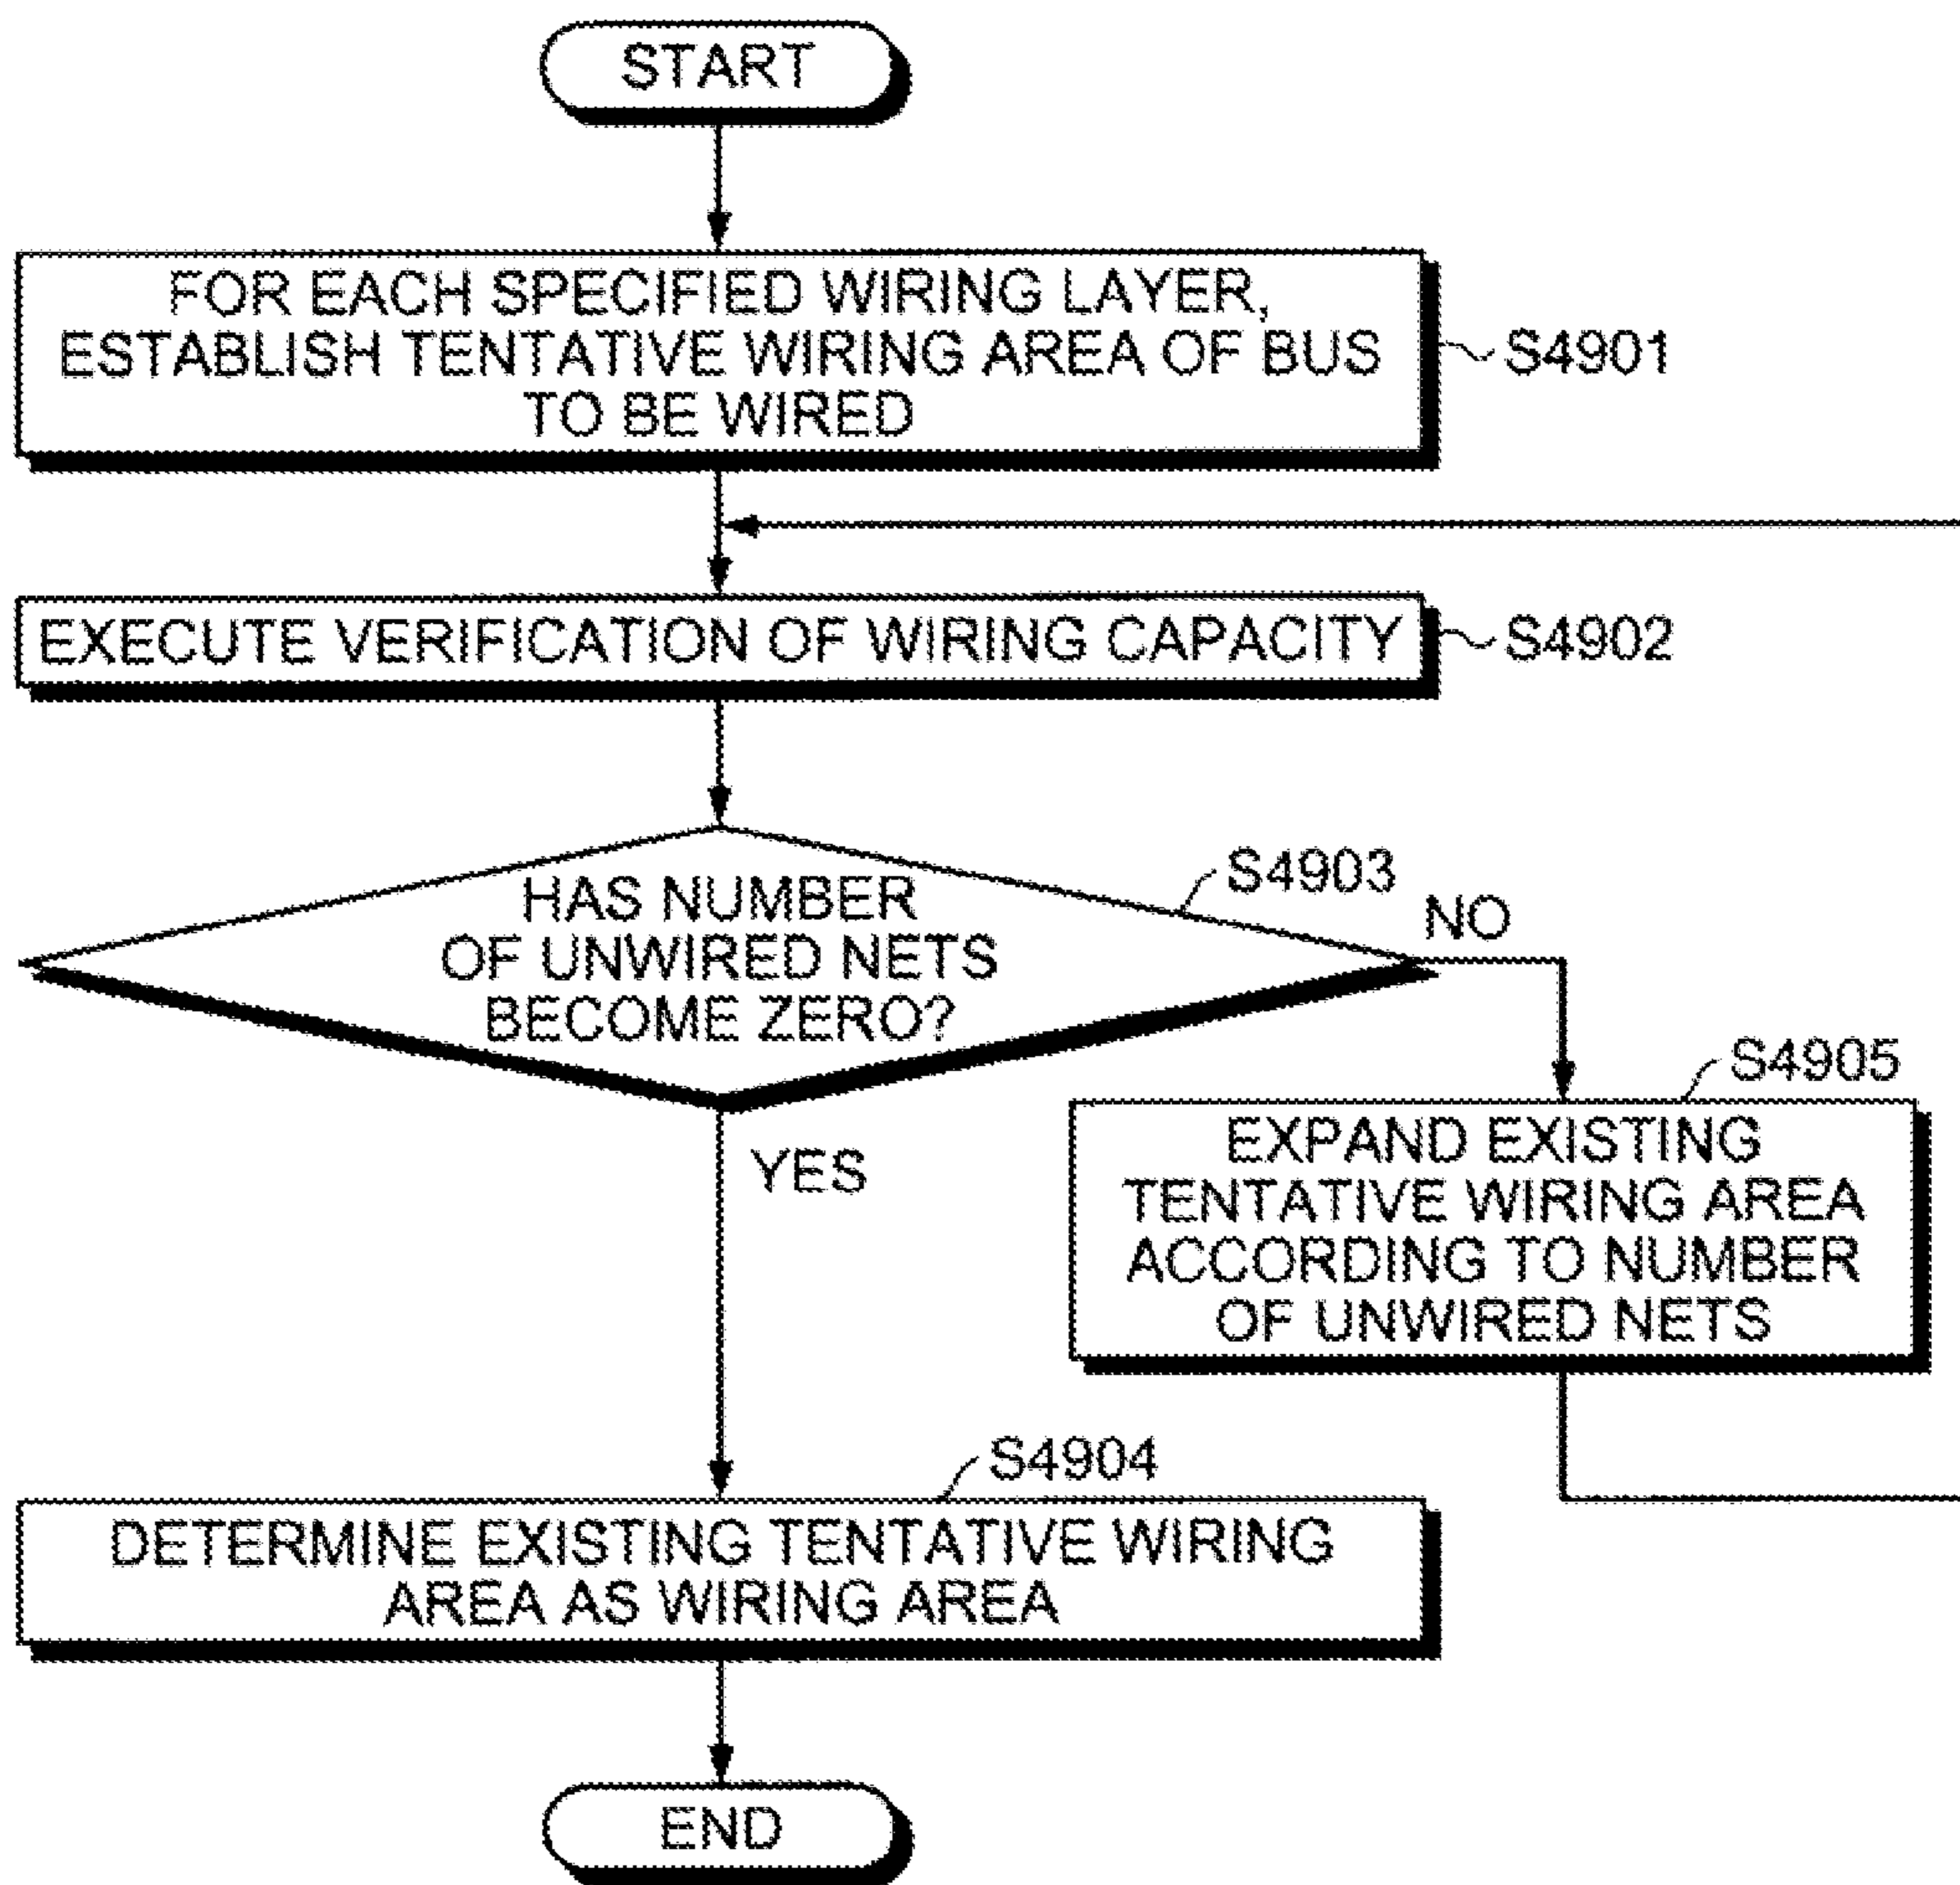 START
FOR EACH SPECIFIED WIRING LAYER,
ESTABLISH TENTATIVE WIRING AREA OF BUS
TO BE WIRED
S4901
EXECUTE VERIFICATION OF WIRING CAPACITY
S4902
HAS NUMBER
OF UNWIRED NETS
BECOME ZERO?
S4903
NO
YES
S4905
EXPAND EXISTING
TENTATIVE WIRING AREA
ACCORDING TO NUMBER
OF UNWIRED NETS
S4904
DETERMINE EXISTING TENTATIVE WIRING
AREA AS WIRING AREA
END